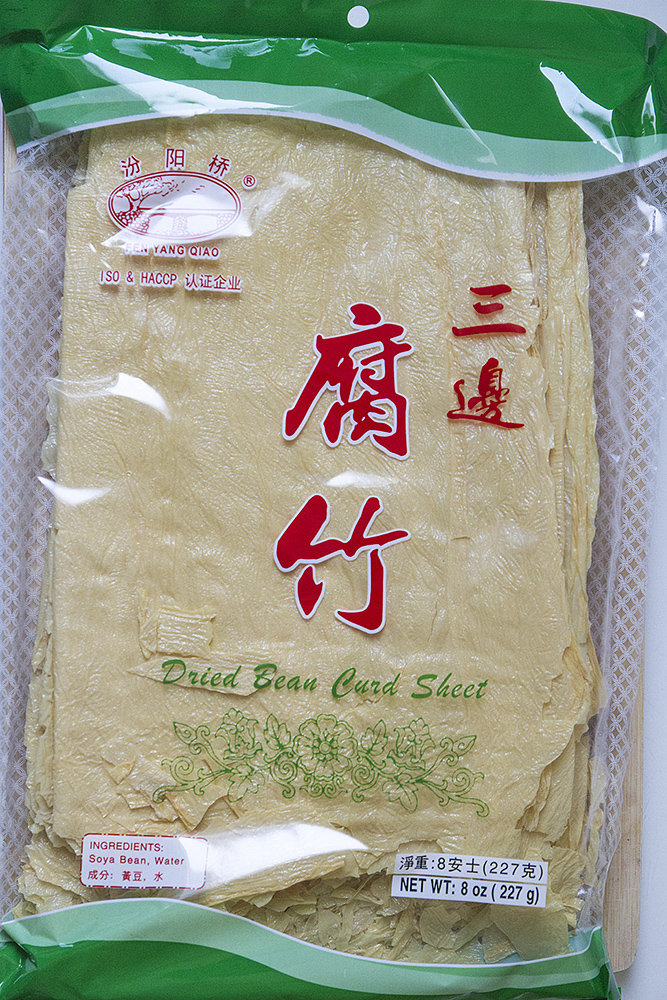 汾阳桥
®
FEN YANG QIAO
ISO & HACCP 认证企业
三邊
腐竹
Dried Bean Curd Sheet
INGREDIENTS:
Soya Bean, Water
成分: 黃豆, 水
淨重:8安士(227克)
NET WT: 8 oz (227 g)